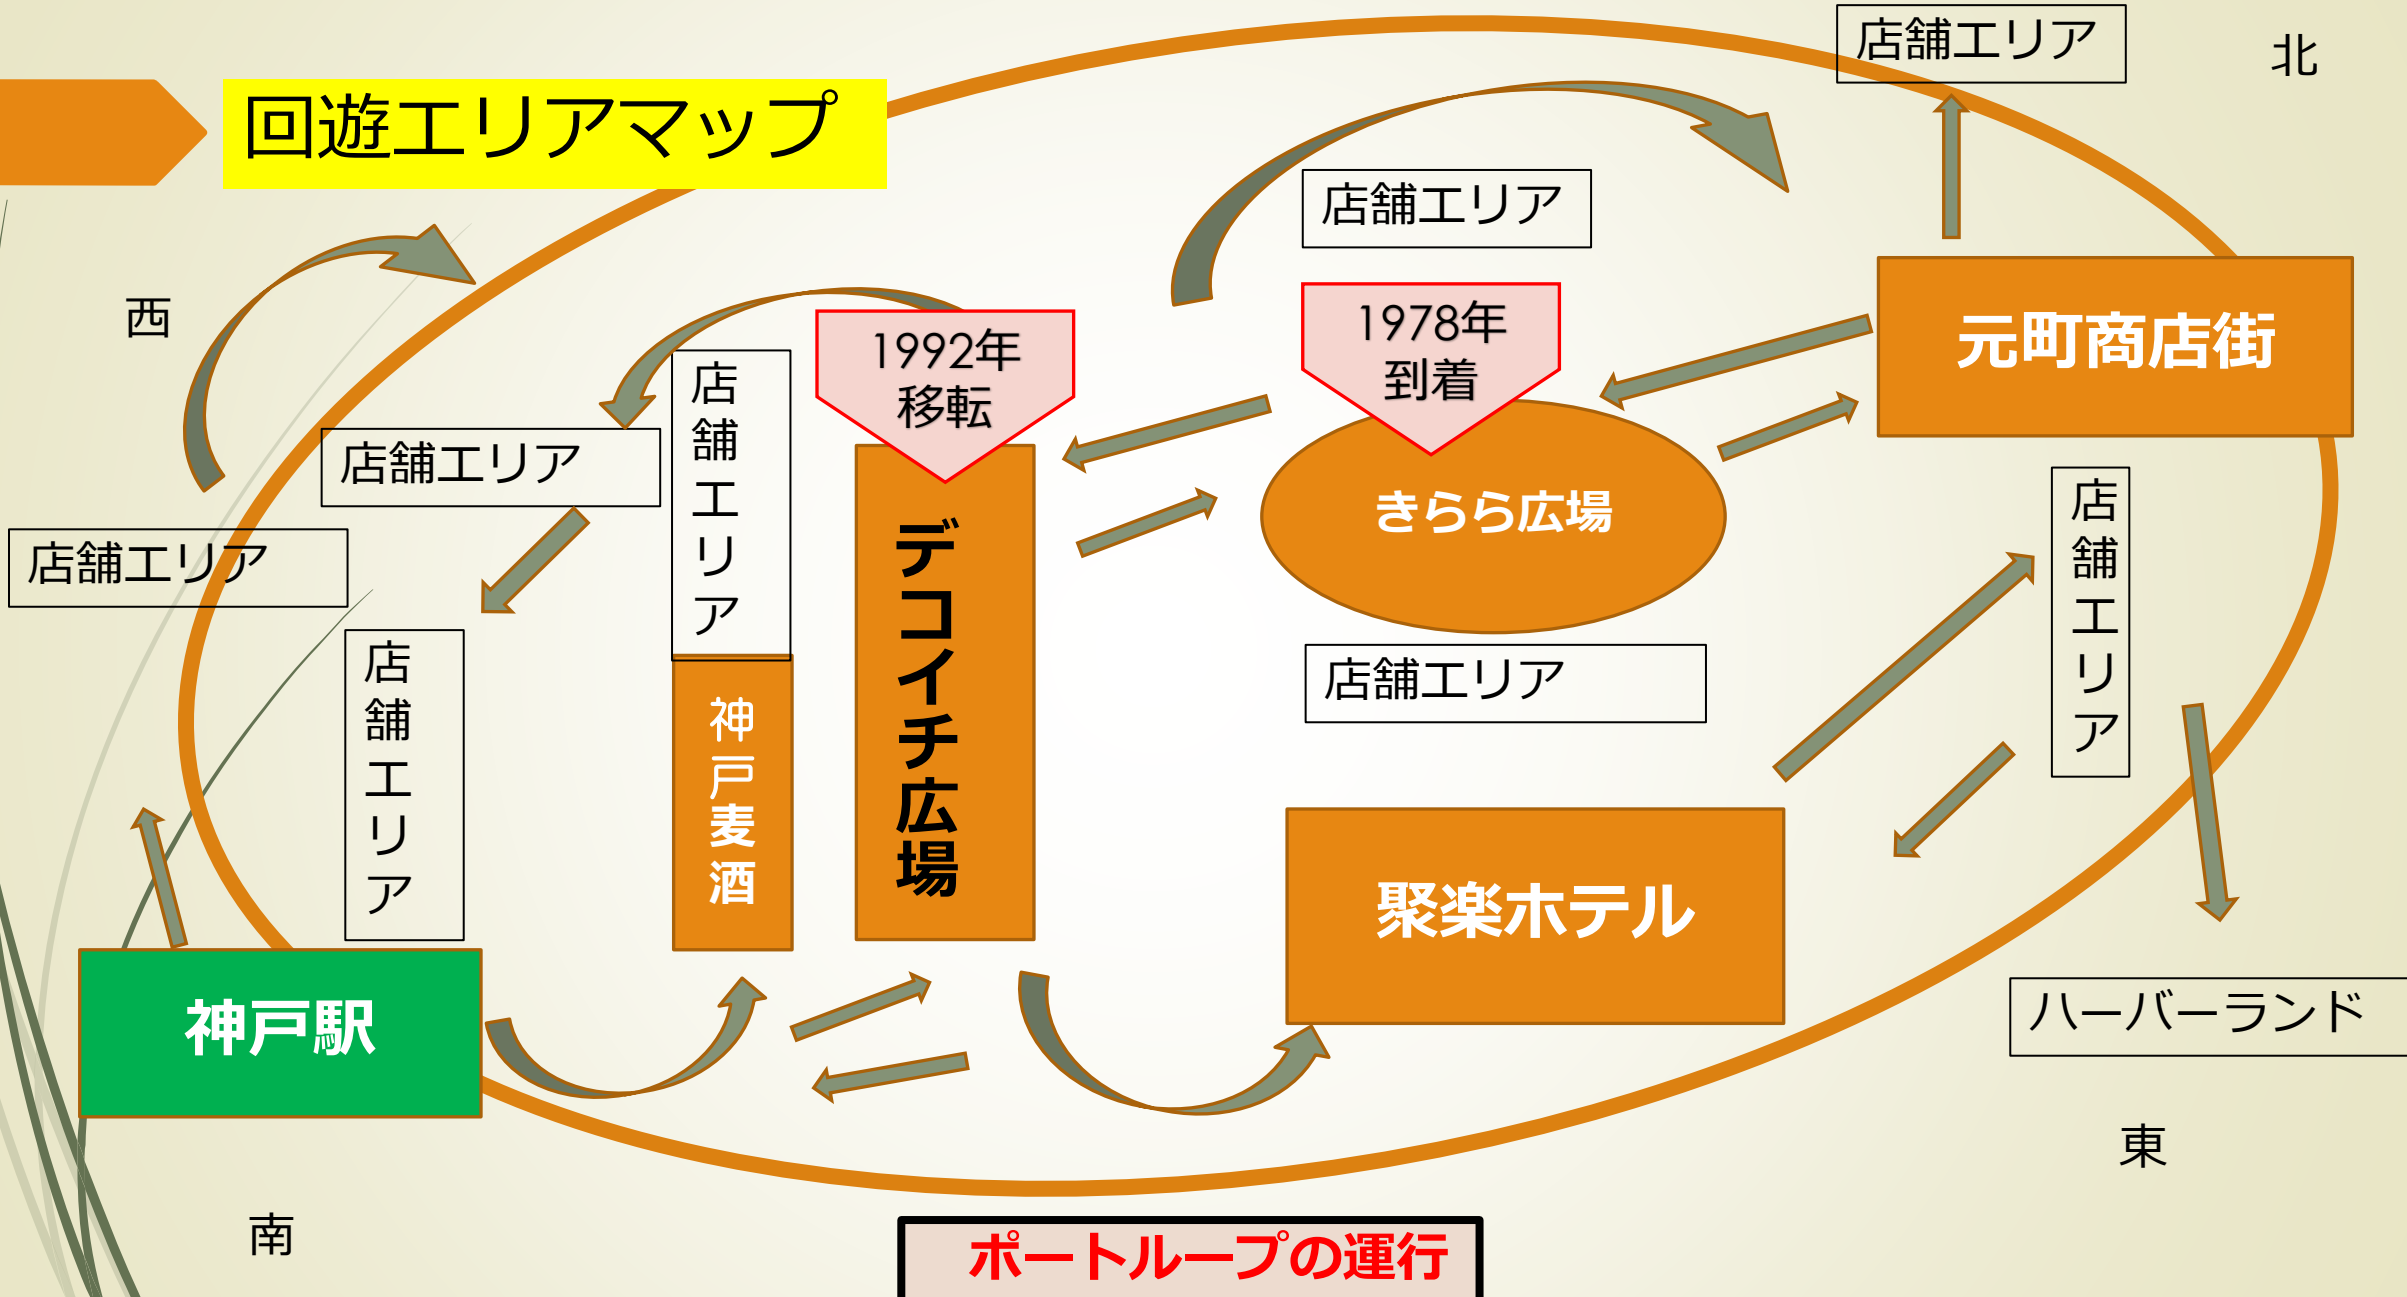 店舗エリア
北
回遊エリアマップ
店舗エリア
西
1978年
到着
1992年
移転
元町商店街
店舗エリア
店舗エリア
店舗エリア
きらら広場
店舗エリア
デコイチ広場
店舗エリア
店舗エリア
店舗エリア
神戸麦酒
聚楽ホテル
神戸駅
ハーバーランド
東
南
ポートループの運行